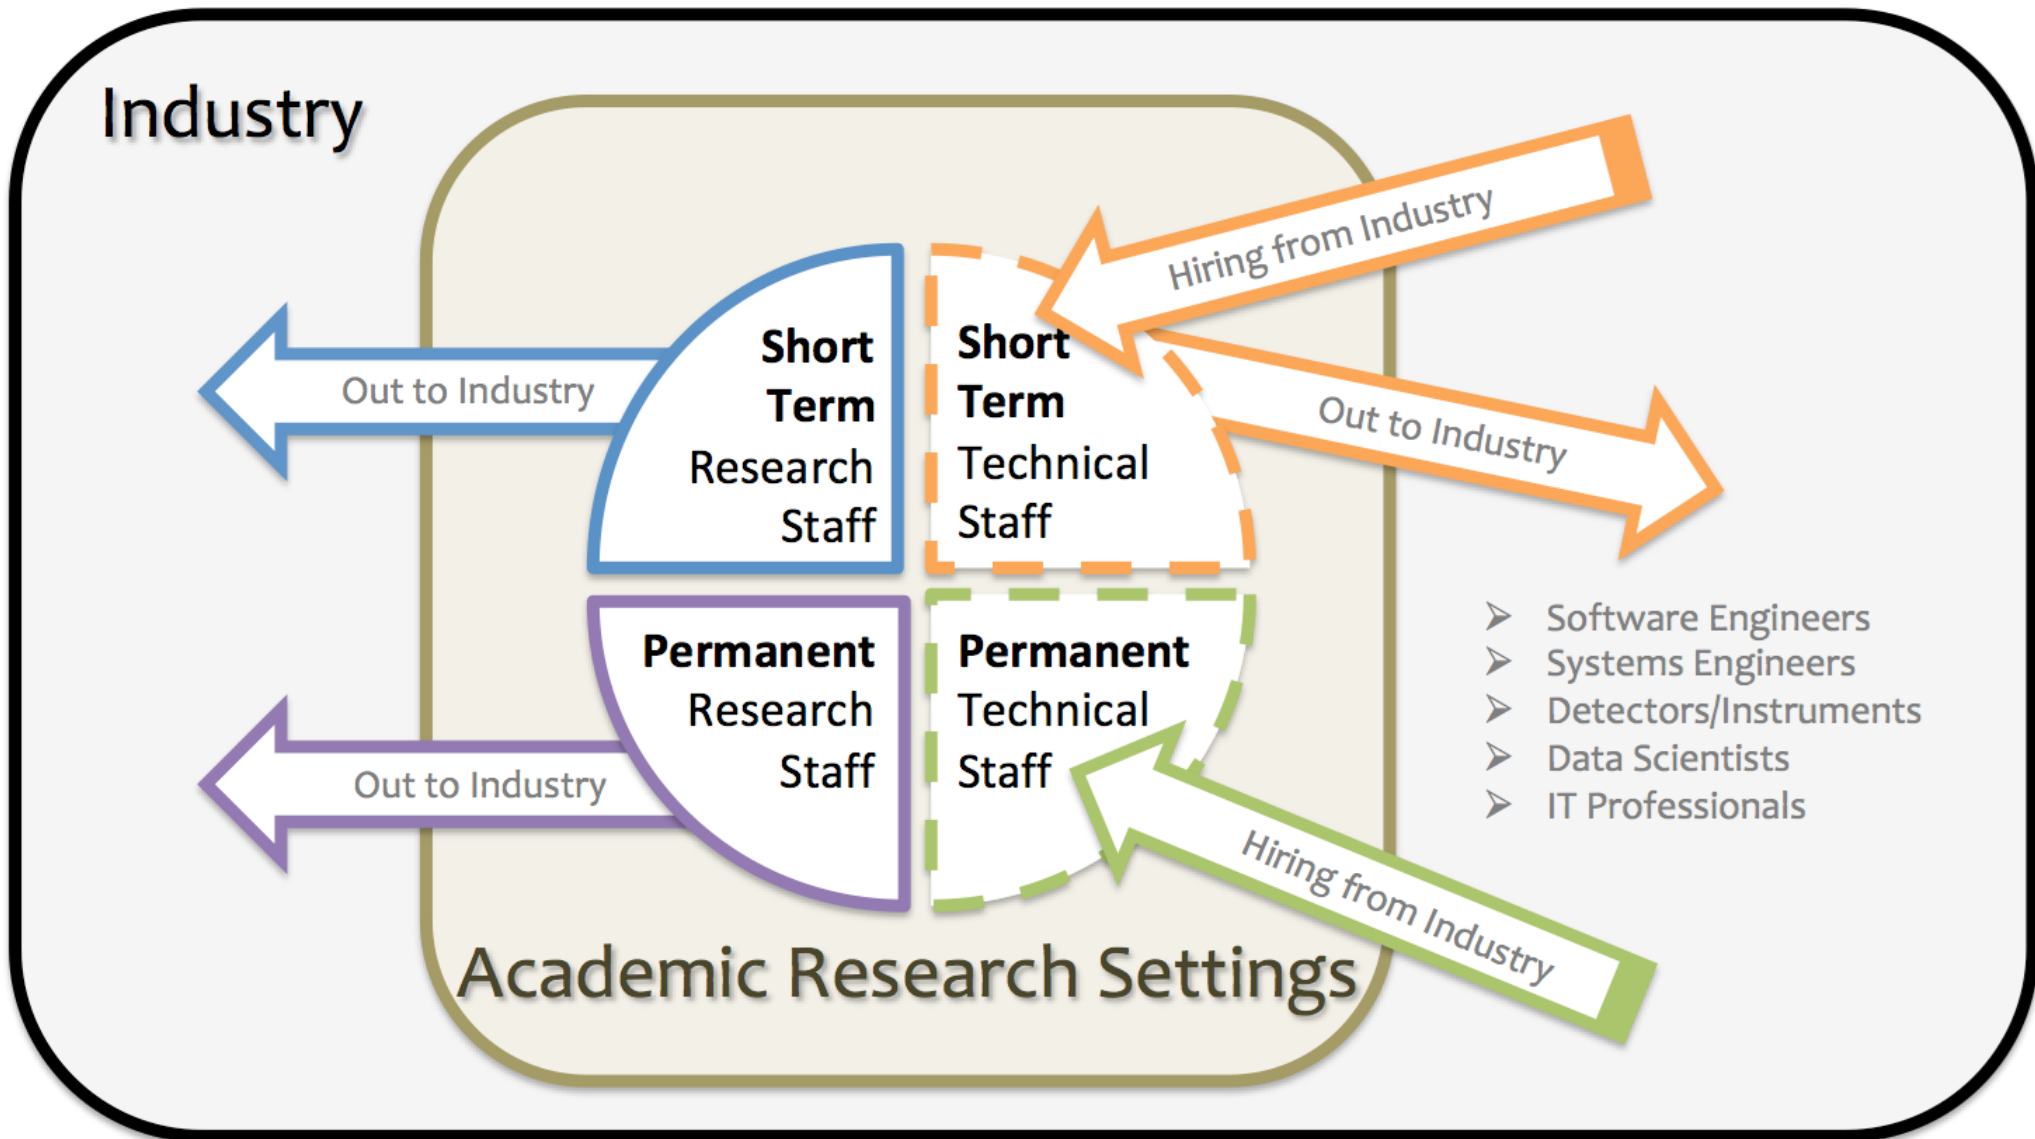 Industry
Hiring from Industry
Out to Industry
Short
Term
Research
Staff
Short
Term
Technical
Staff
Out to Industry
Permanent
Research
Staff
Permanent
Technical
Staff
Out to Industry
Hiring from Industry
Software Engineers
Systems Engineers
Detectors/Instruments
Data Scientists
IT Professionals
Academic Research Settings